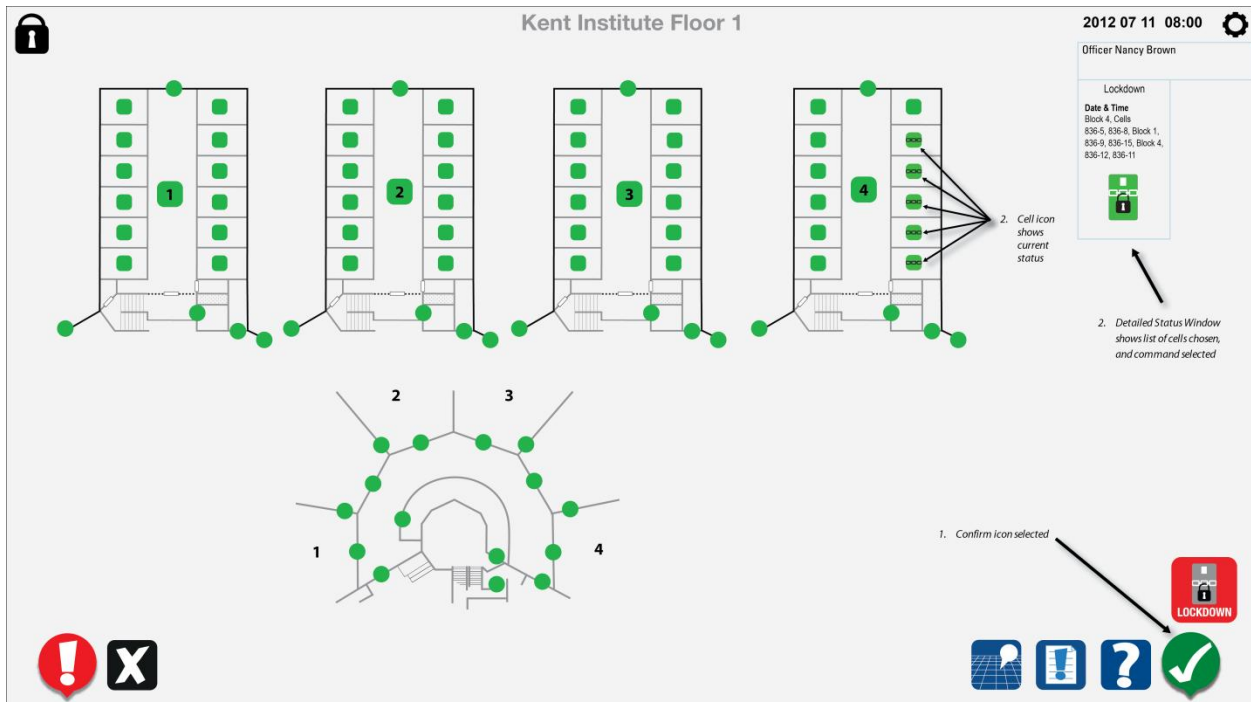 Kent Institute Floor 1
2012 07 11 08:00
Officer Nancy Brown
Lockdown
Date & Time
Block 4, Cells
836-5, 836-8, Block 1,
836-9, 836-15, Block 4,
836-12, 836-11
1
2
3
4
2. Cell icon
shows
current
status
2. Detailed Status Window
shows list of cells chosen,
and command selected
2
3
1
4
1. Confirm icon selected
LOCKDOWN
! X ?